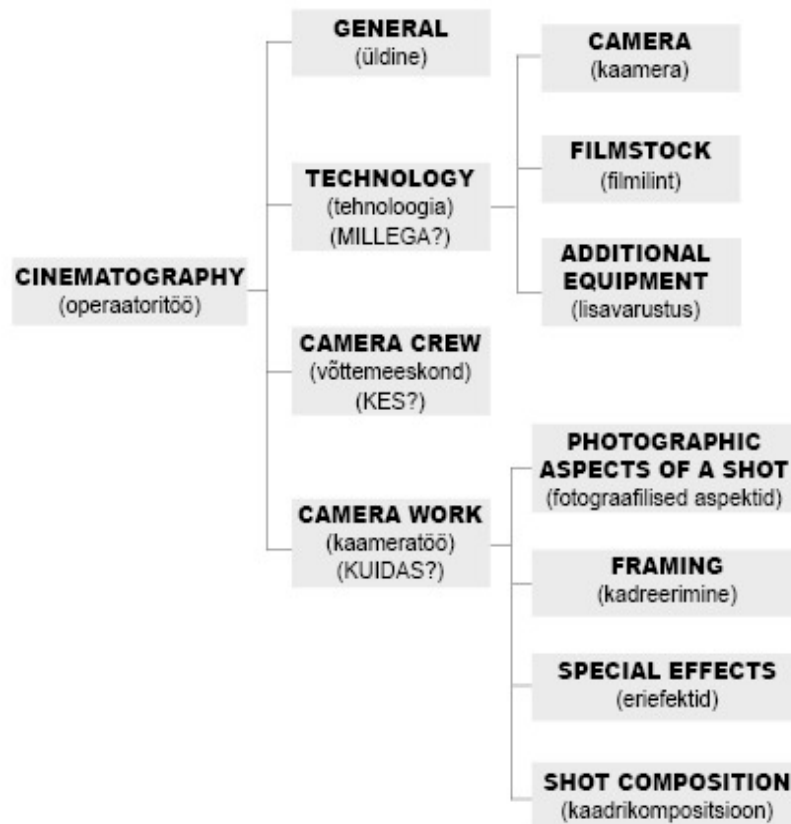 CINEMATOGRAPHY
(operaatoritöö)
GENERAL
(üldine)
TECHNOLOGY
(tehnoloogia)
(MILLEGA?)
CAMERA
(kaamera)
FILMSTOCK
(filmilint)
ADDITIONAL
EQUIPMENT
(lisavarustus)
CAMERA CREW
(võttemeeskond)
(KES?)
CAMERA WORK
(kaameratöö)
(KUIDAS?)
PHOTOGRAPHIC
ASPECTS OF A SHOT
(fotograafilised aspektid)
FRAMING
(kadreerimine)
SPECIAL EFFECTS
(eriefektid)
SHOT COMPOSITION
(kaadrikompositsioon)